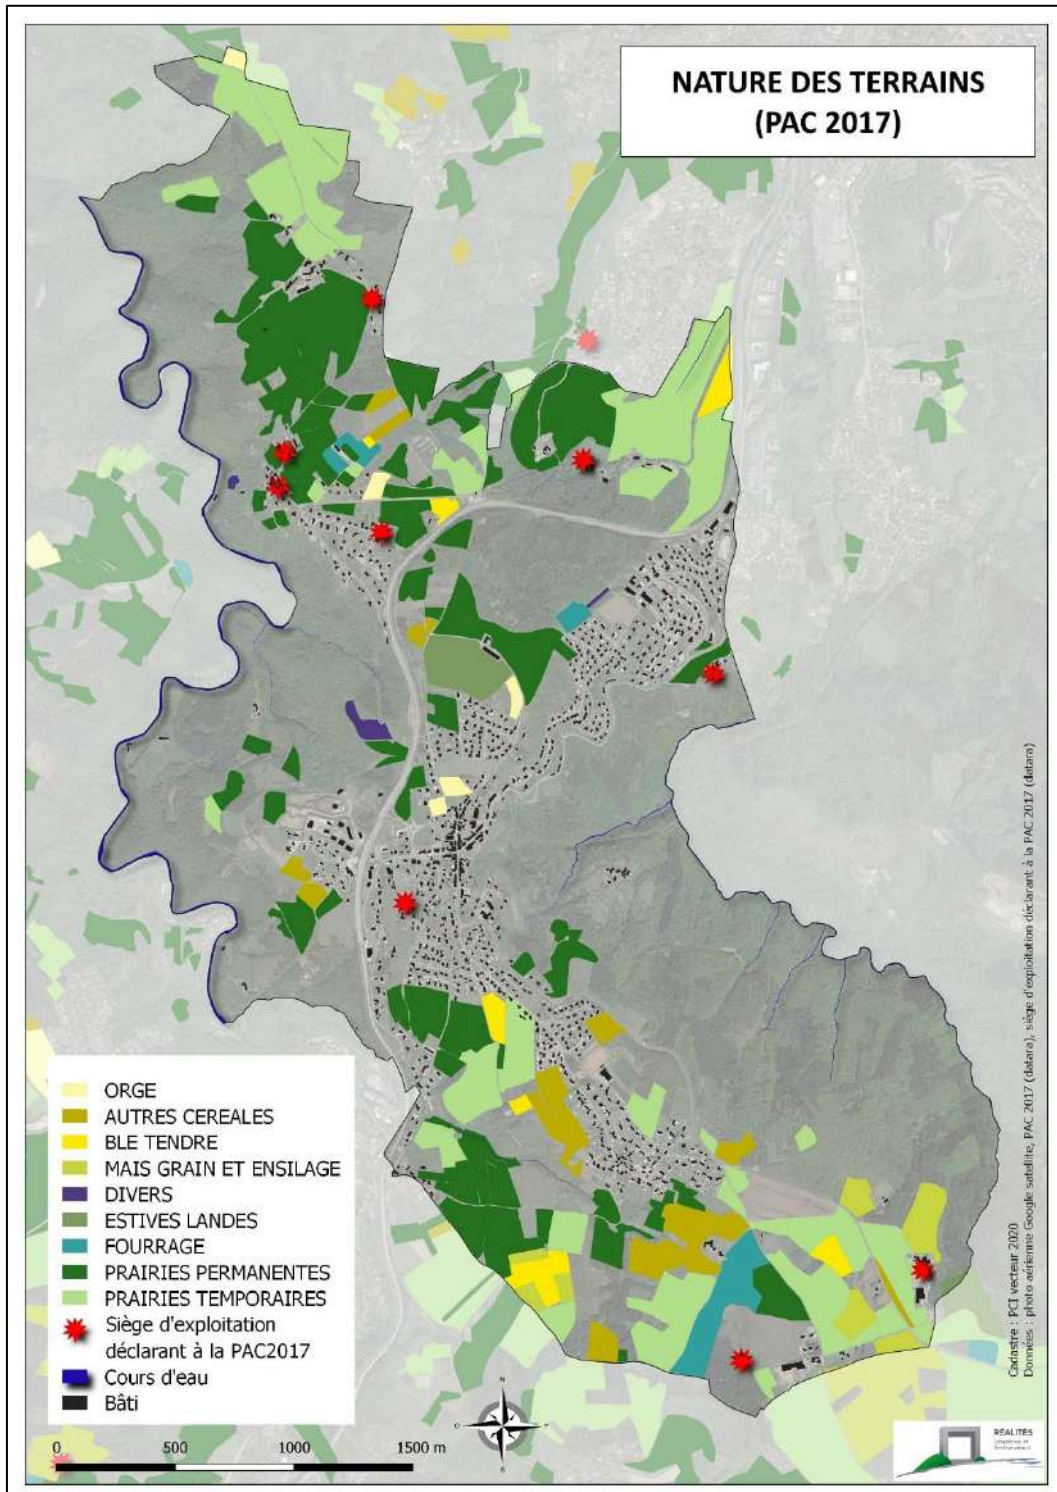 NATURE DES TERRAINS
(PAC 2017)
ORGE
AUTRES CEREALES
BLE TENDRE
MAIS GRAIN ET ENSILAGE
DIVERS
ESTIVES LANDES
FOURRAGE
PRAIRIES PERMANENTES
PRAIRIES TEMPORAIRES
Siège d'exploitation
déclarant à la PAC2017
Cours d'eau
Bâti
0 500 1000 1500 m
N
O
E
S
Cadastre : PCI vecteur 2020
Données : photo aérienne Google satellite, PAC 2017 (datara), siège d'exploitation déclarant à la PAC 2017 (datara)
REALITES